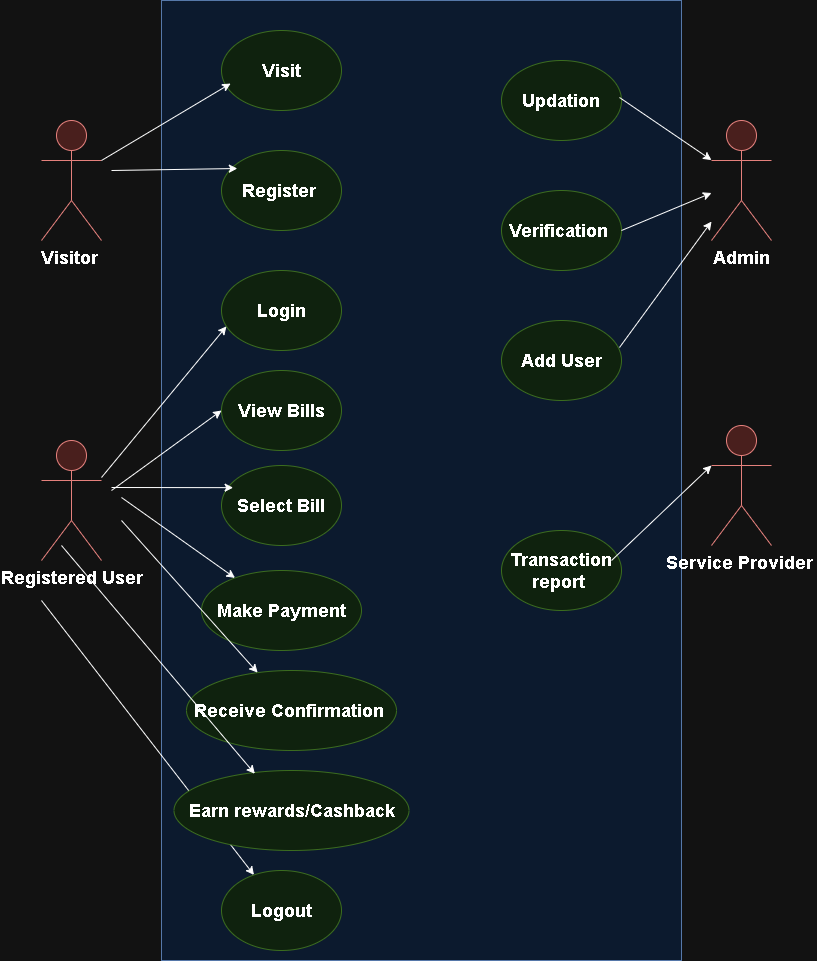 Visit
Updation
Register
Visitor
Verification
Admin
Login
Add User
View Bills
Select Bill
Registered User
Transaction
report
Service Provider
Make Payment
Receive Confirmation
Earn rewards/Cashback
Logout